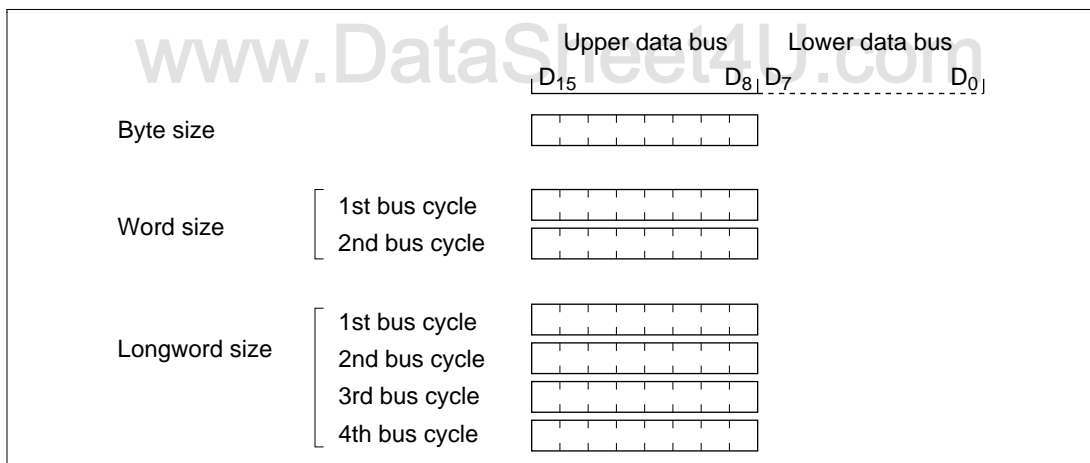 www.DataSheet4U.com
Upper data bus Lower data bus
D15 D8 D7 D0
Byte size
Word size
1st bus cycle
2nd bus cycle
Longword size
1st bus cycle
2nd bus cycle
3rd bus cycle
4th bus cycle